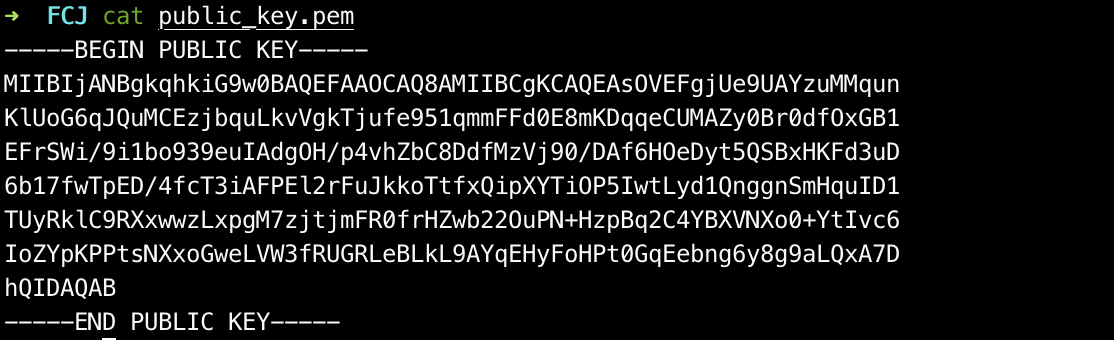 ➜ FCJ cat public_key.pem
-----BEGIN PUBLIC KEY-----
MIIBIjANBgkqhkiG9w0BAQEFAAOCAQ8AMIIBCgKCAQEAsOVEFgjUe9UAYzuMMqun
KlUoG6qJQuMCEzjbquLkvVgkTjufe951qmmFFd0E8mKDqqeCUMAZy0Br0dfOxGB1
EFrSWi/9i1bo939euIAdgOH/p4vhZbC8DdfMzVj90/DAf6HOeDyt5QSBxHKFd3uD
6b17fwTpED/4fcT3iAFPEl2rFuJkkoTtfxQipXYTiOP5IwtLyd1QnggnSmHquID1
TUyRklC9RXxwwzLxpgM7zjtjmFR0frHZwb22OuPN+HzpBq2C4YBXVNXo0+YtIvc6
IoZYpKPPtsNXxoGweLVW3fRUGRLeBLkL9AYqEHyFoHPt0GqEebng6y8g9aLQxA7D
hQIDAQAB
-----END PUBLIC KEY-----